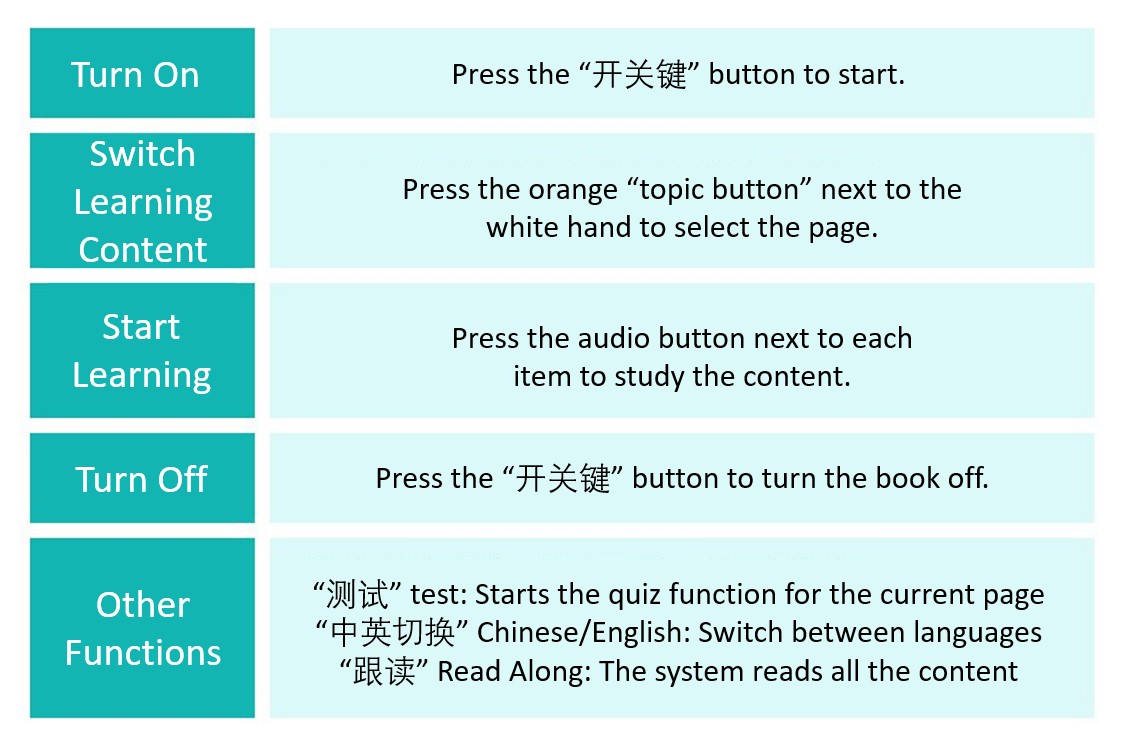 Turn On
Press the “开关键” button to start.
Switch
Learning
Content
Press the orange “topic button” next to the
white hand to select the page.
Start
Learning
Press the audio button next to each
item to study the content.
Turn Off
Press the “开关键” button to turn the book off.
Other
Functions
“测试” test: Starts the quiz function for the current page
“中英切换” Chinese/English: Switch between languages
“跟读” Read Along: The system reads all the content